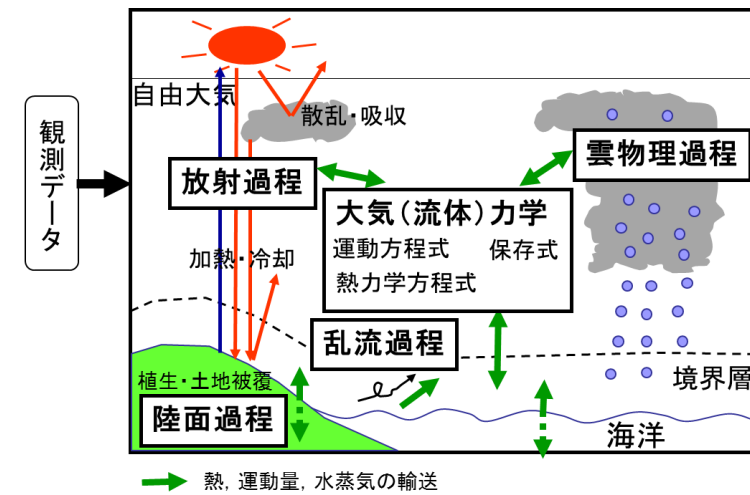 自由大気
散乱・吸収
観測データ
雲物理過程
放射過程
大気（流体）力学
運動方程式 保存式
熱力学方程式
加熱・冷却
乱流過程
植生・土地被覆
境界層
陸面過程
海洋
熱, 運動量, 水蒸気の輸送